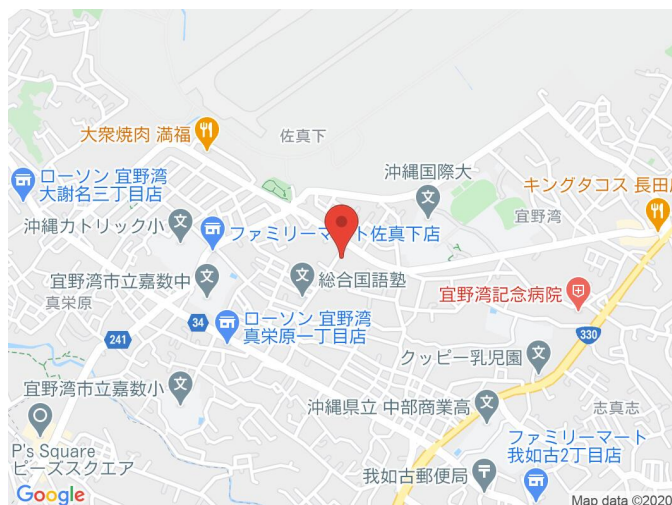 大衆焼肉 満福
佐真下
ローソン 宜野湾
大謝名三丁目店
沖縄国際大
キングタコス 長田
宜野湾
沖縄カトリック小
ファミリーマート佐真下店
宜野湾市立嘉数中
総合国語塾
真栄原
宜野湾記念病院
34
ローソン 宜野湾
真栄原一丁目店
241
330
クッピー乳児園
宜野湾市立嘉数小
沖縄県立 中部商業高
志真志
P's Square
ピーズスクエア
ファミリーマート
我如古2丁目店
我如古郵便局
Google
Map data ©2020